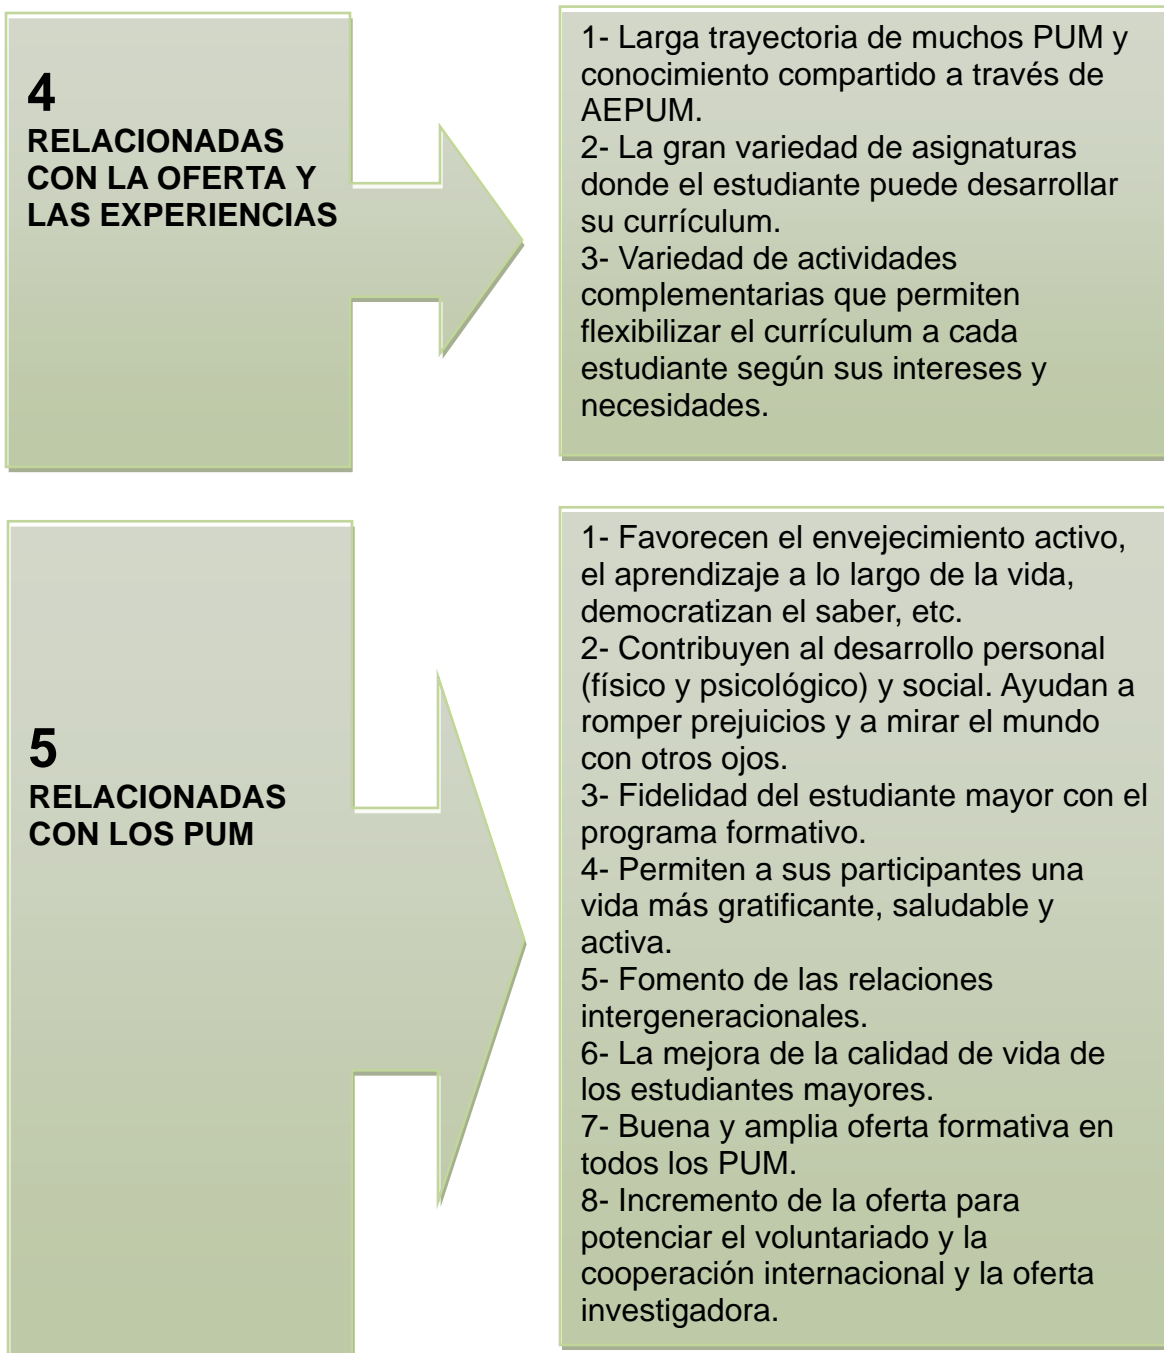 4
RELACIONADAS
CON LA OFERTA Y
LAS EXPERIENCIAS
1- Larga trayectoria de muchos PUM y
conocimiento compartido a través de
AEPUM.
2- La gran variedad de asignaturas
donde el estudiante puede desarrollar
su currículum.
3- Variedad de actividades
complementarias que permiten
flexibilizar el currículum a cada
estudiante según sus intereses y
necesidades.
5
RELACIONADAS
CON LOS PUM
1- Favorecen el envejecimiento activo,
el aprendizaje a lo largo de la vida,
democratizan el saber, etc.
2- Contribuyen al desarrollo personal
(físico y psicológico) y social. Ayudan a
romper prejuicios y a mirar el mundo
con otros ojos.
3- Fidelidad del estudiante mayor con el
programa formativo.
4- Permiten a sus participantes una
vida más gratificante, saludable y
activa.
5- Fomento de las relaciones
intergeneracionales.
6- La mejora de la calidad de vida de
los estudiantes mayores.
7- Buena y amplia oferta formativa en
todos los PUM.
8- Incremento de la oferta para
potenciar el voluntariado y la
cooperación internacional y la oferta
investigadora.